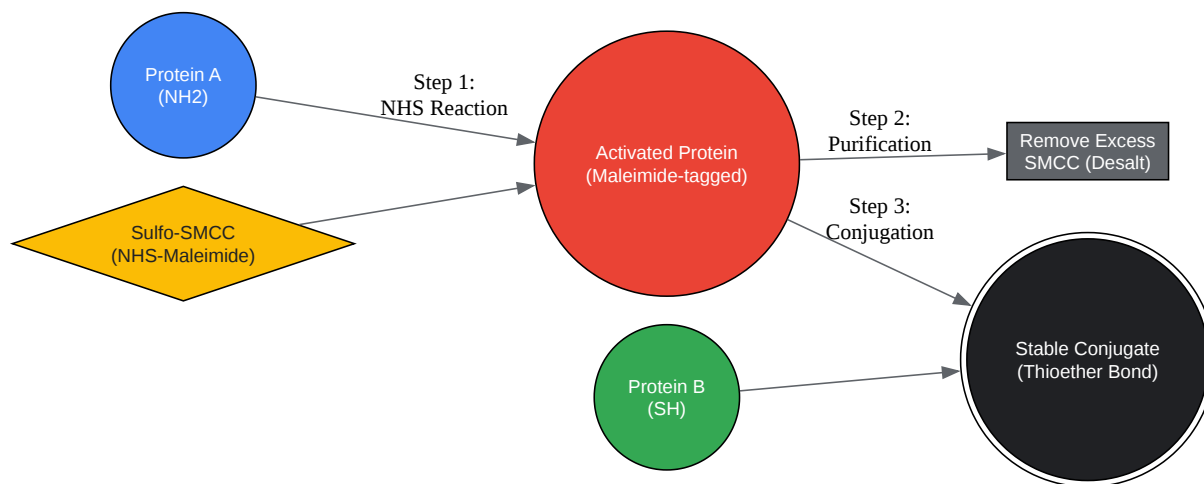 Protein A
(NH2)
Step 1:
NHS Reaction
Sulfo-SMCC
(NHS-Maleimide)
Activated Protein
(Maleimide-tagged)
Step 2:
Purification
Remove Excess
SMCC (Desalt)
Step 3:
Conjugation
Protein B
(SH)
Stable Conjugate
(Thioether Bond)